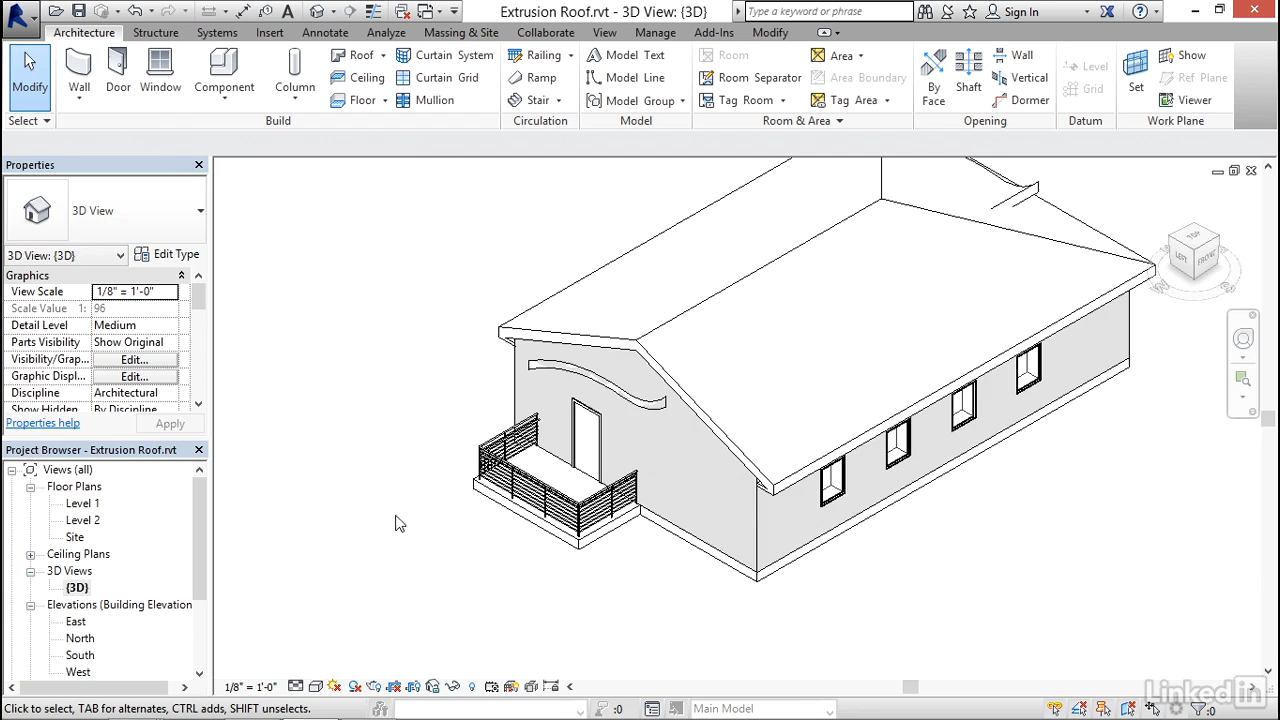 Extrusion Roof.rvt - 3D View: {3D}
Type a keyword or phrase
Sign In
Architecture Structure Systems Insert Annotate Analyze Massing & Site Collaborate View Manage Add-Ins Modify
Modify
Wall
Door
Window
Component
Column
Roof
Ceiling
Floor
Curtain System
Curtain Grid
Mullion
Railing
Ramp
Stair
Model Text
Model Line
Model Group
Room
Room Separator
Tag Room
Area
Area Boundary
Tag Area
By
Face
Shaft
Wall
Vertical
Dormer
Level
Grid
Set
Show
Ref Plane
Viewer
Select Build Circulation Model Room & Area Opening Datum Work Plane
Properties
3D View
3D View: {3D}
Edit Type
Graphics
View Scale 1/8" = 1'-0"
Scale Value 1: 96
Detail Level Medium
Parts Visibility Show Original
Visibility/Grap... Edit...
Graphic Displ... Edit...
Discipline Architectural
Show Hidden By Discipline
Properties help Apply
Project Browser - Extrusion Roof.rvt
Views (all)
Floor Plans
Level 1
Level 2
Site
Ceiling Plans
3D Views
{3D}
Elevations (Building Elevation
East
North
South
West
TOP
LEFT
FRONT
1/8" = 1'-0"
Click to select, TAB for alternates, CTRL adds, SHIFT unselects.
:0
Main Model
:0
LinkedIn